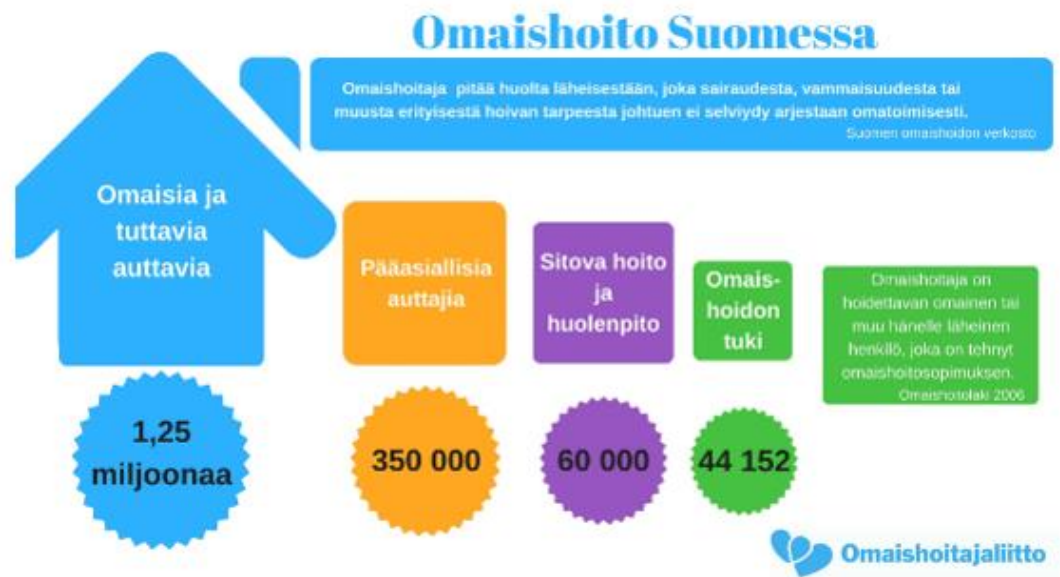 Omaishoito Suomessa
Omaishoitaja pitää huolta läheisestään, joka sairaudesta, vammaisuudesta tai
muusta erityisestä hoivan tarpeesta johtuen ei selviydy arjestaan omatoimisesti.
Suomen omaishoidon verkosto
Omaisia ja
tuttavia
auttavia
1,25
miljoonaa
Pääasiallisia
auttajia
350 000
Sitova hoito
ja
huolenpito
60 000
Omais-
hoidon
tuki
44 152
Omaishoitaja on
hoidettavan omainen tai
muu hänelle läheinen
henkilö, joka on tehnyt
omaishoitosopimuksen.
Omaishoitolaki 2006
Omaishoitajaliitto